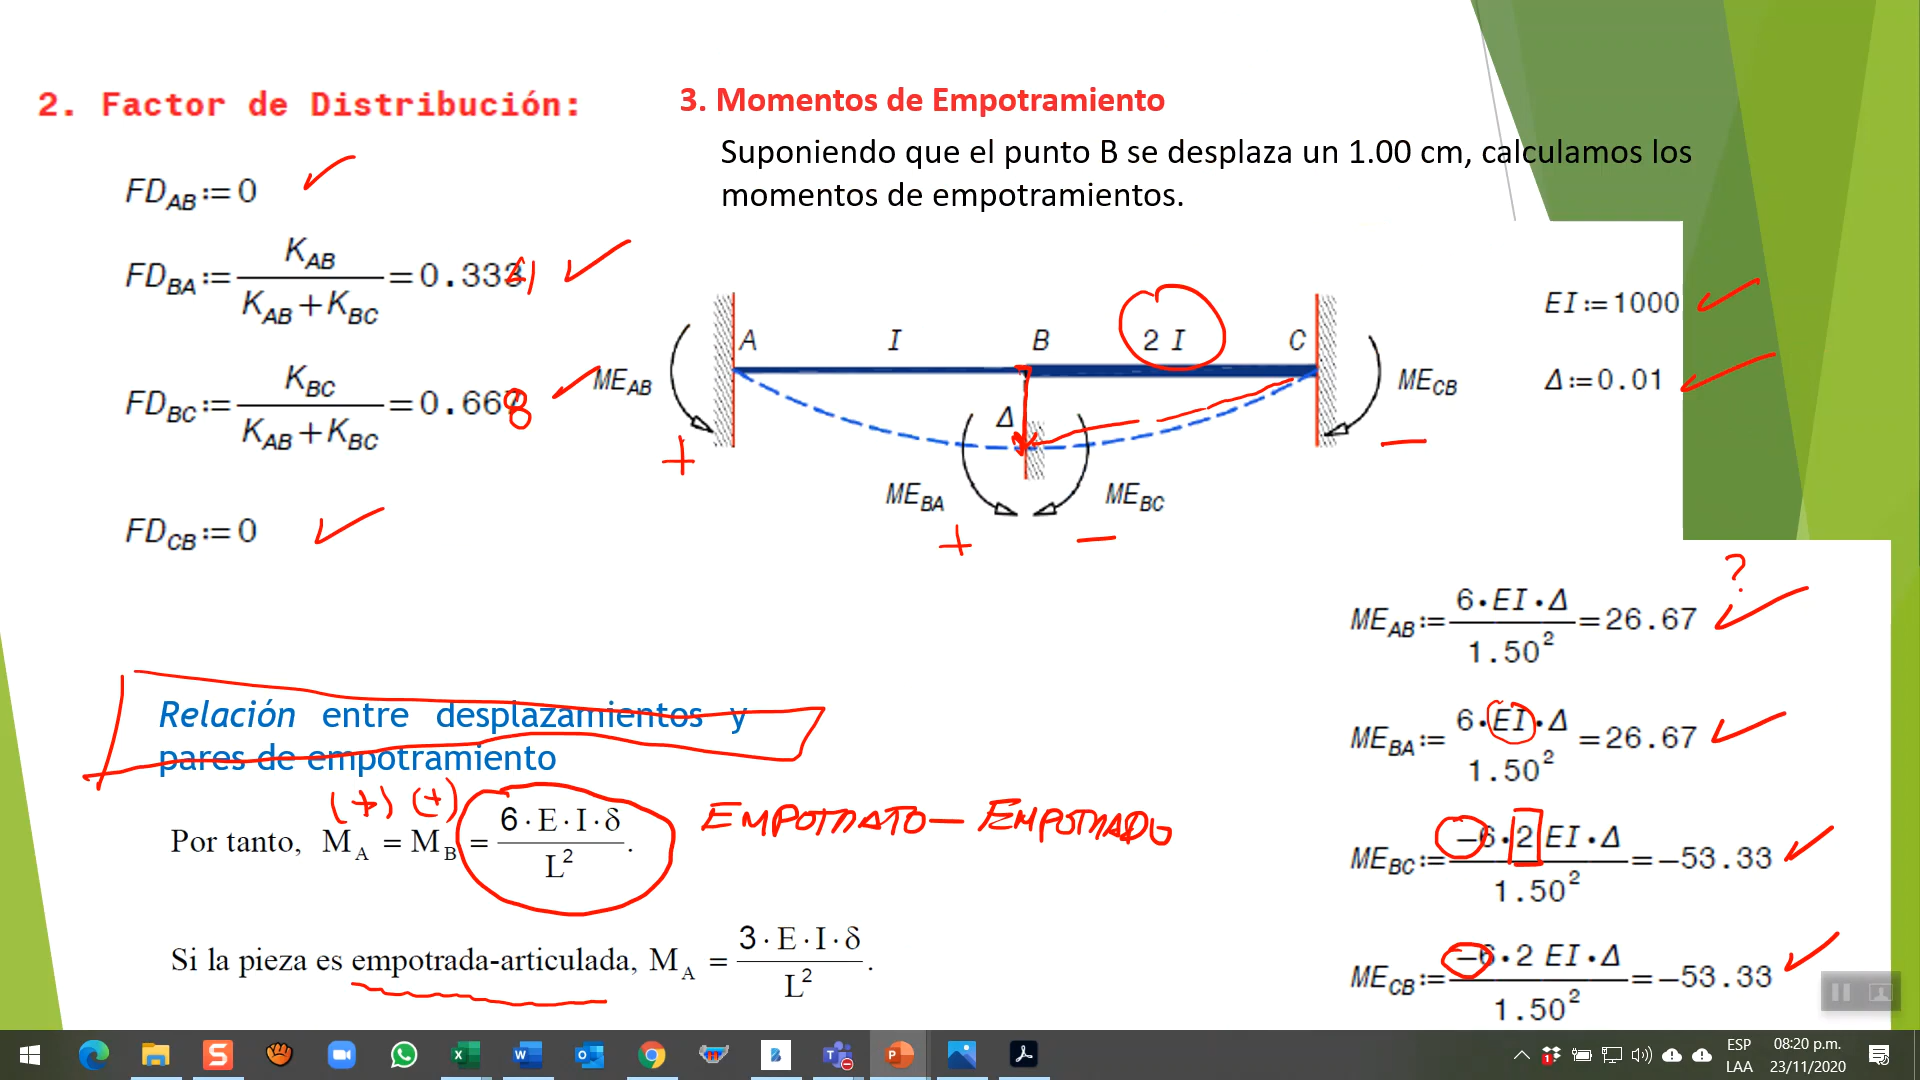 2. Factor de Distribución:
FD_AB:=0
FD_BA:= K_AB / (K_AB+K_BC) =0.333
FD_BC:= K_BC / (K_AB+K_BC) =0.667 8
FD_CB:=0
3. Momentos de Empotramiento
Suponiendo que el punto B se desplaza un 1.00 cm, calculamos los
momentos de empotramientos.
A I B 2 I C
ME_AB ME_CB
Δ
ME_BA ME_BC
+ + − −
EI:=1000
Δ:=0.01
?
ME_AB:= 6·EI·Δ / 1.50² =26.67
ME_BA:= 6·EI·Δ / 1.50² =26.67
ME_BC:= −6·2 EI·Δ / 1.50² =−53.33
ME_CB:= −6·2 EI·Δ / 1.50² =−53.33
Relación entre desplazamientos y
pares de empotramiento
(+) (+)
Por tanto, M_A = M_B = 6·E·I·δ / L² .
EMPOTRATO — EMPOTRADO
Si la pieza es empotrada-articulada, M_A = 3·E·I·δ / L² .
ESP
LAA
08:20 p.m.
23/11/2020